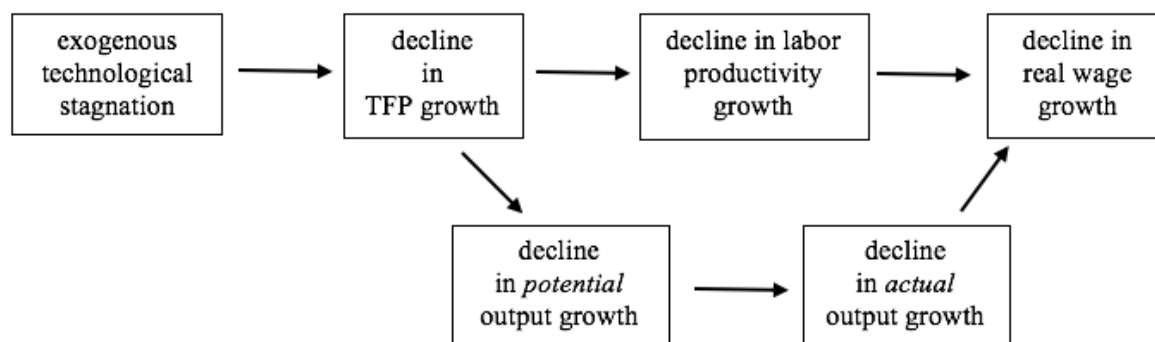 exogenous
technological
stagnation
decline
in
TFP growth
decline in labor
productivity
growth
decline in
real wage
growth
decline
in potential
output growth
decline
in actual
output growth